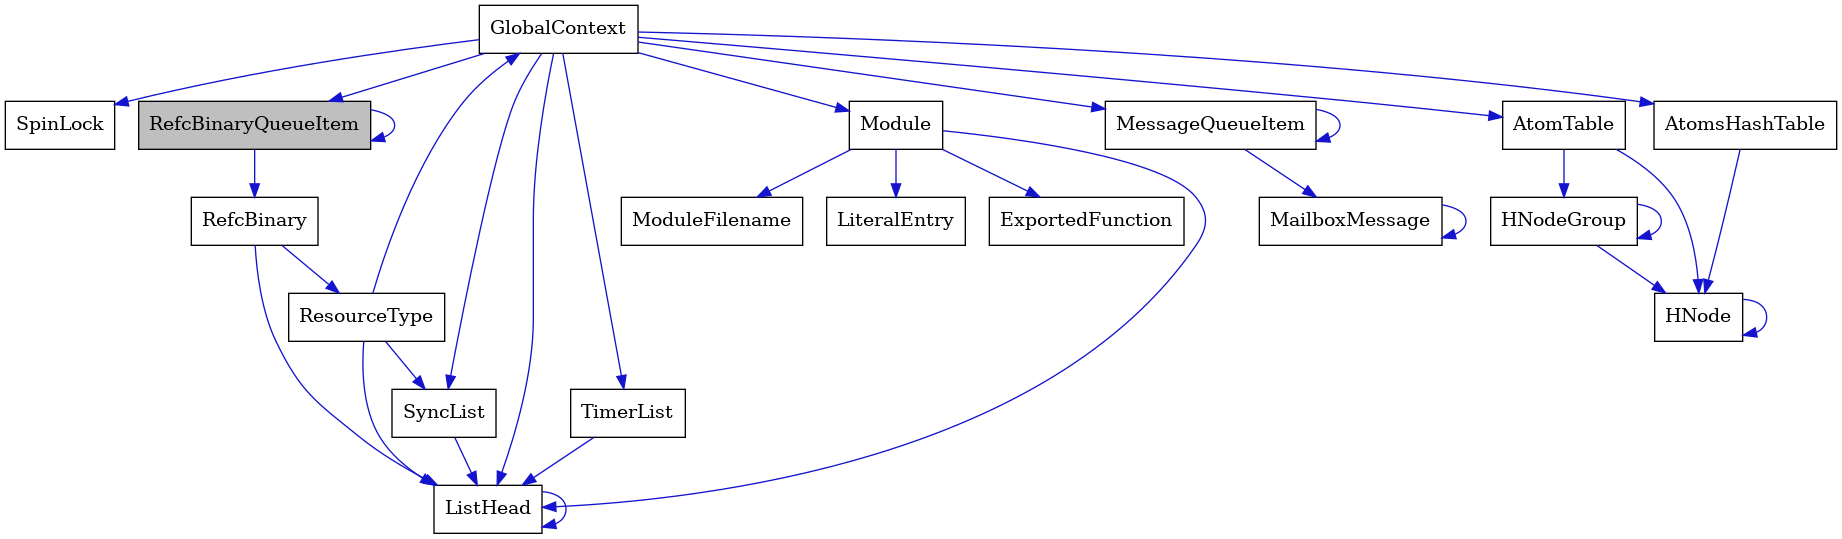 GlobalContext
SpinLock
RefcBinaryQueueItem
Module
MessageQueueItem
AtomTable
AtomsHashTable
RefcBinary
ModuleFilename
LiteralEntry
ExportedFunction
MailboxMessage
HNodeGroup
ResourceType
HNode
SyncList
TimerList
ListHead